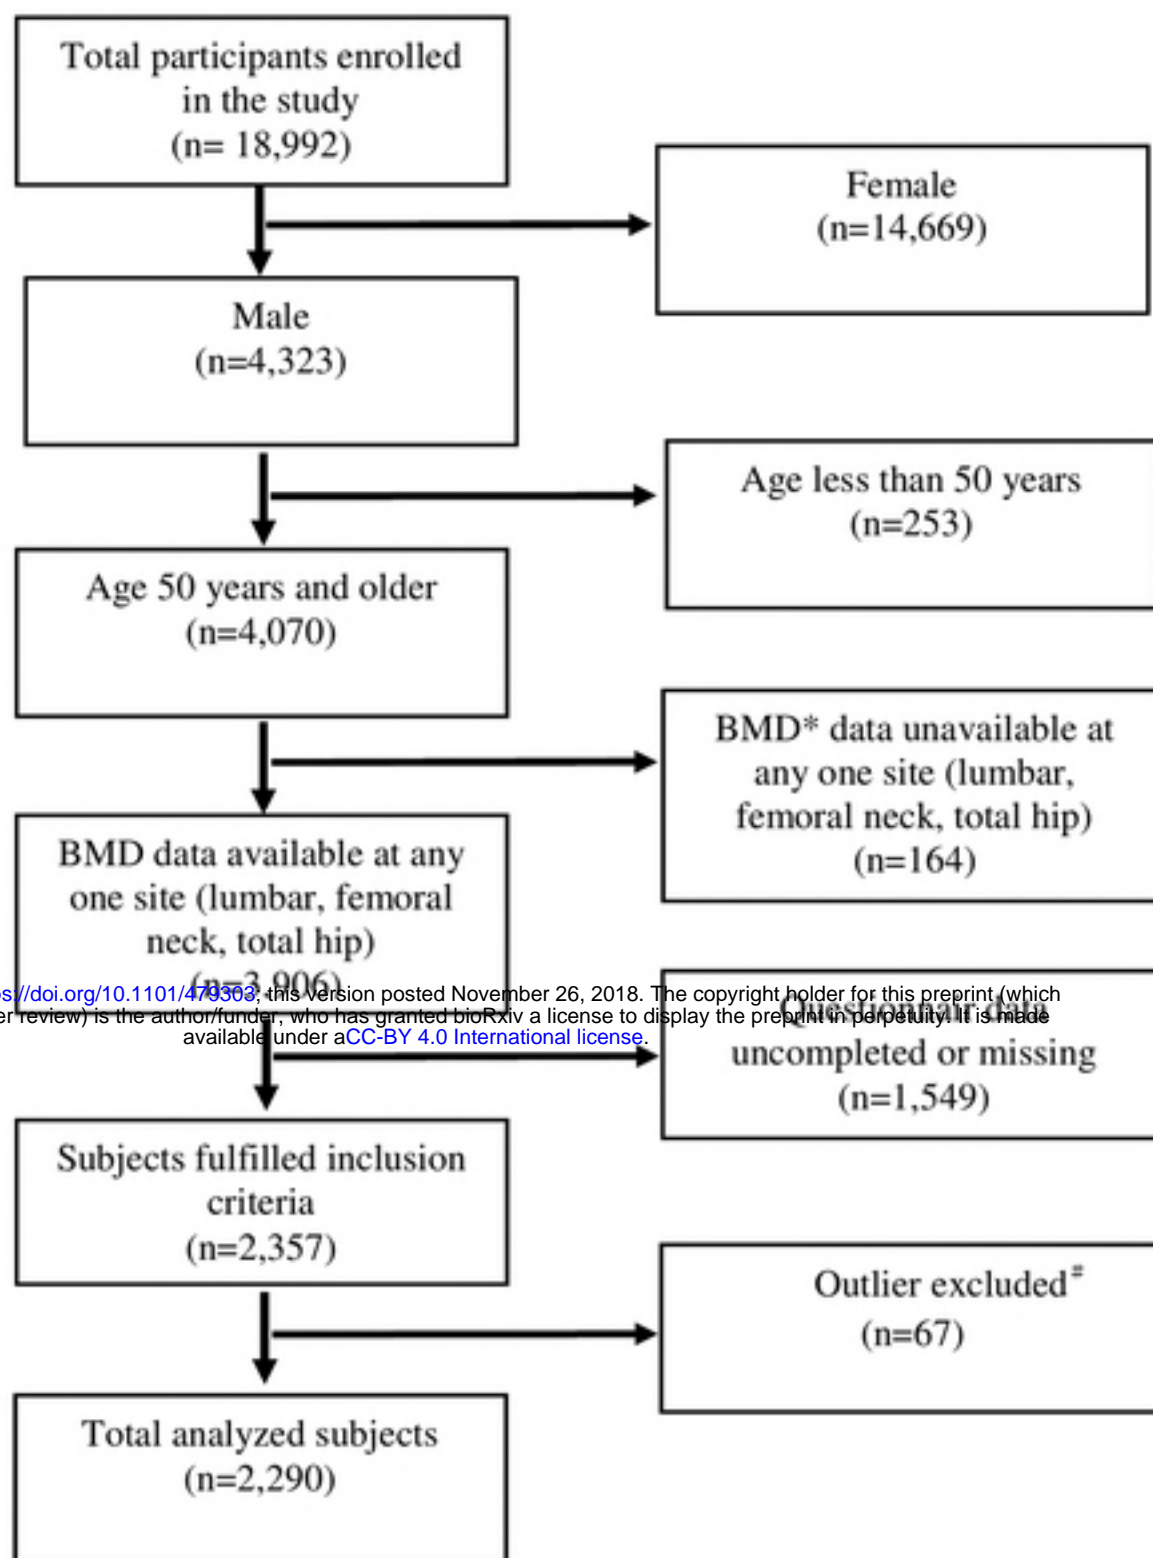 Total participants enrolled
in the study
(n= 18,992)
Female
(n=14,669)
Male
(n=4,323)
Age less than 50 years
(n=253)
Age 50 years and older
(n=4,070)
BMD* data unavailable at
any one site (lumbar,
femoral neck, total hip)
(n=164)
BMD data available at any
one site (lumbar, femoral
neck, total hip)
(n=3,906)
s://doi.org/10.1101/479303; this version posted November 26, 2018. The copyright holder for this preprint (which
er review) is the author/funder, who has granted bioRxiv a license to display the preprint in perpetuity. It is made
available under aCC-BY 4.0 International license.
data
uncompleted or missing
(n=1,549)
Subjects fulfilled inclusion
criteria
(n=2,357)
Outlier excluded#
(n=67)
Total analyzed subjects
(n=2,290)